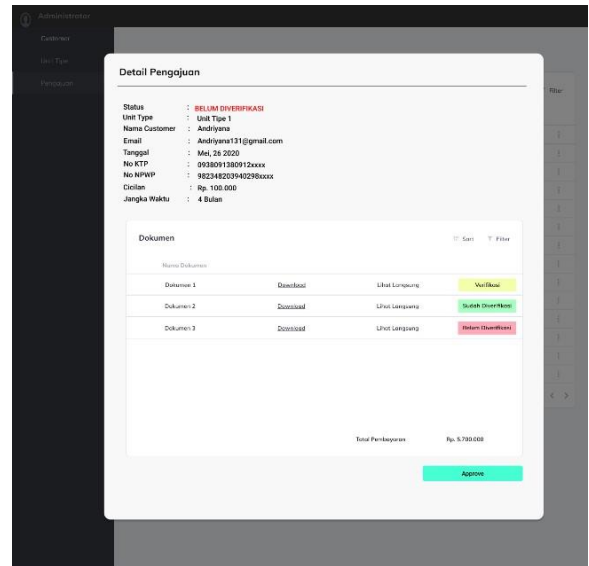 Administrator
Customer
Unit Tipe
Pengajuan
Filter
Detail Pengajuan
Status : BELUM DIVERIFIKASI
Unit Type : Unit Tipe 1
Nama Customer : Andriyana
Email : Andriyana131@gmail.com
Tanggal : Mei, 26 2020
No KTP : 0938091380912xxxx
No NPWP : 982348203940298xxxx
Cicilan : Rp. 100.000
Jangka Waktu : 4 Bulan
Dokumen Sort Filter
Nama Dokumen
Dokumen 1 Download Lihat Langsung Verifikasi
Dokumen 2 Download Lihat Langsung Sudah Diverifikasi
Dokumen 3 Download Lihat Langsung Belum Diverifikasi
Total Pembayaran Rp. 5.700.000
Approve